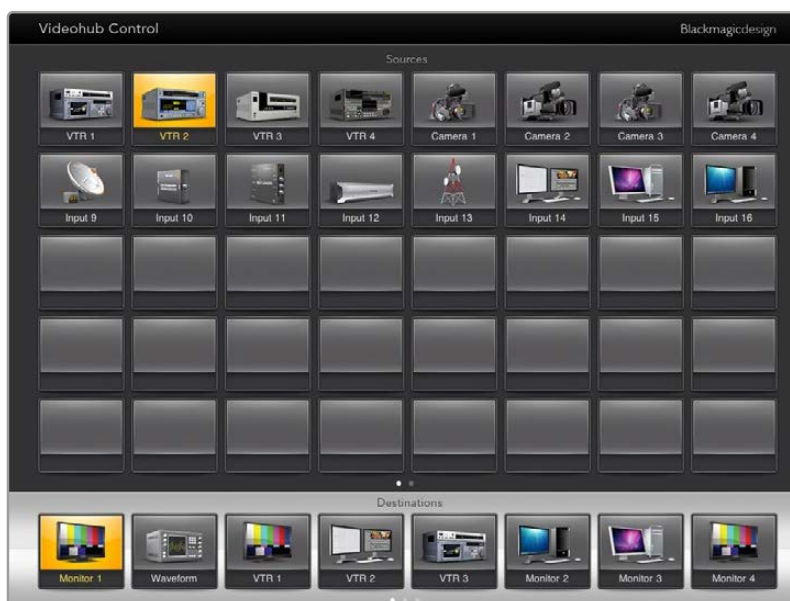 Videohub Control Blackmagicdesign
Sources
VTR 1 VTR 2 VTR 3 VTR 4 Camera 1 Camera 2 Camera 3 Camera 4
Input 9 Input 10 Input 11 Input 12 Input 13 Input 14 Input 15 Input 16
Destinations
Monitor 1 Waveform VTR 1 VTR 2 VTR 3 Monitor 2 Monitor 3 Monitor 4